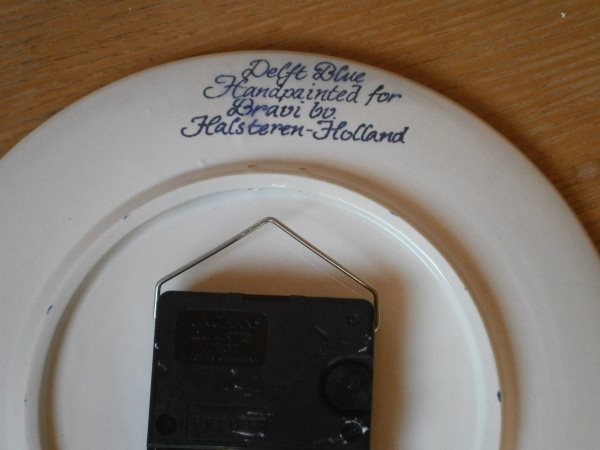 Delft Blue
Handpainted for
Bravi bv.
Halsteren-Holland